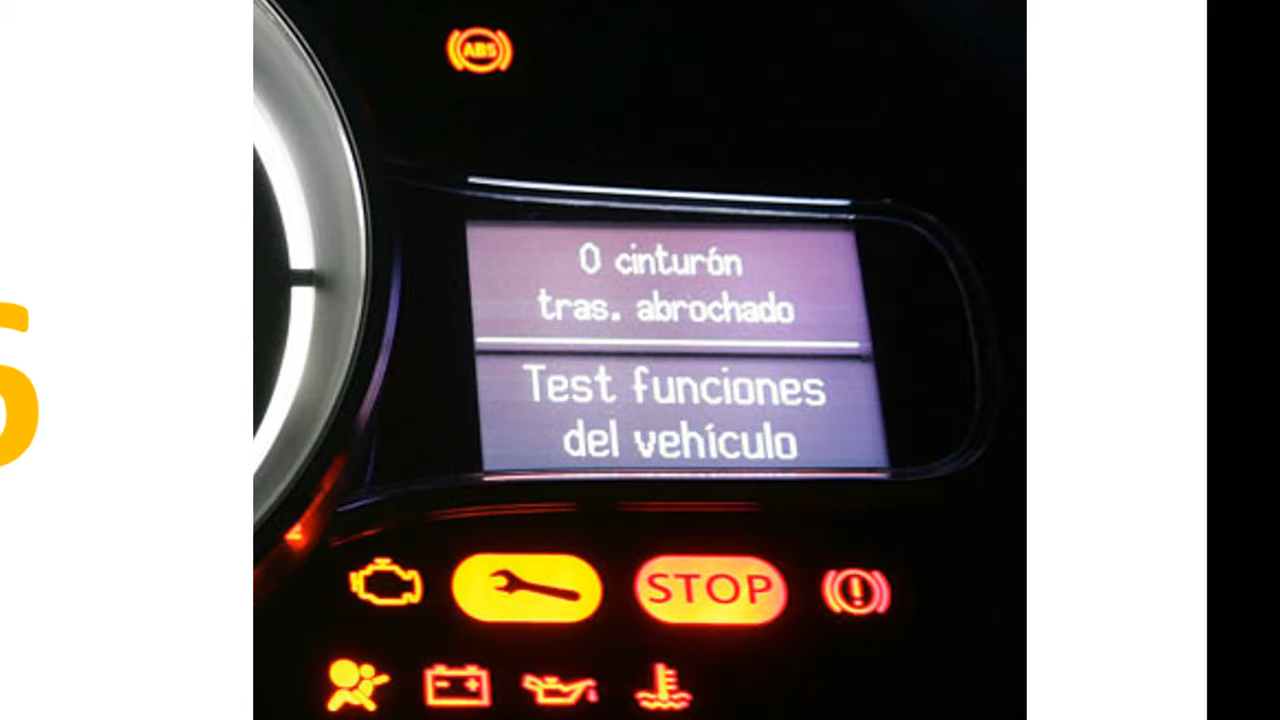 ABS
0 cinturón
tras. abrochado
Test funciones
del vehículo
STOP